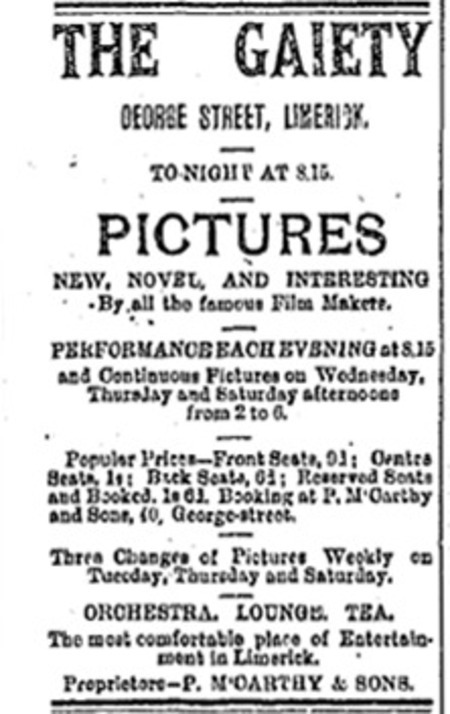 THE GAIETY
GEORGE STREET, LIMERICK.
TO-NIGHT AT 8.15.
PICTURES
NEW, NOVEL, AND INTERESTING
By all the famous Film Makers.
PERFORMANCE EACH EVENING at 8.15
and Continuous Pictures on Wednesday,
Thursday and Saturday afternoons
from 2 to 6.
Popular Prices—Front Seats, 9d; Centre
Seats, 1s; Back Seats, 6d; Reserved Seats
and Booked, 1s 6d. Booking at P. M'Carthy
and Sons, 40, George-street.
Three Changes of Pictures Weekly on
Tuesday, Thursday and Saturday.
ORCHESTRA. LOUNGE. TEA.
The most comfortable place of Entertain-
ment in Limerick.
Proprietors—P. M'CARTHY & SONS.